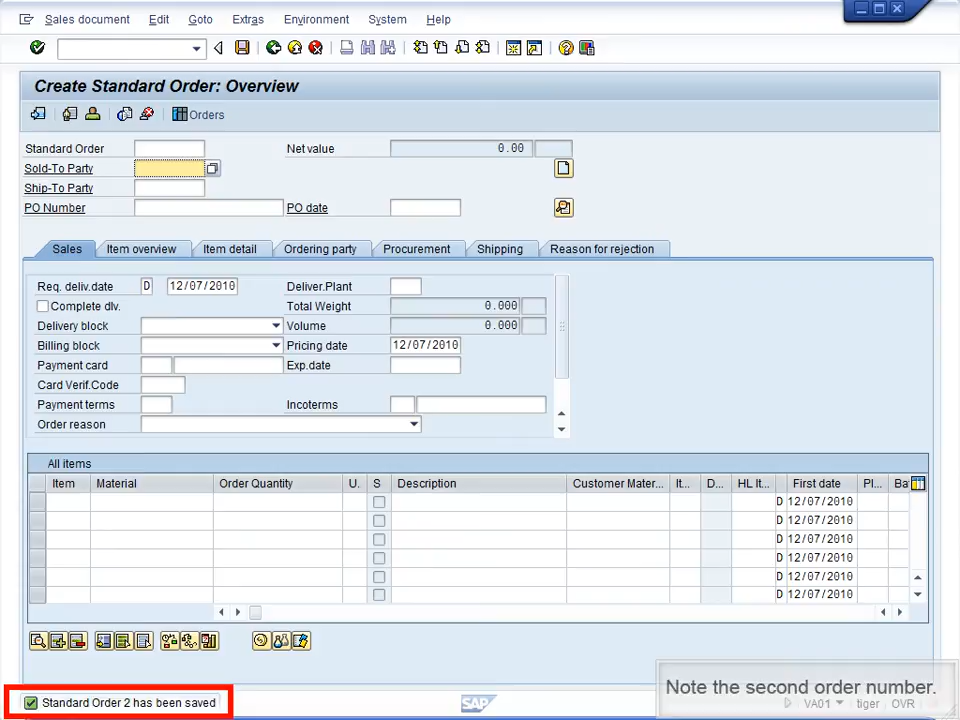 Sales document Edit Goto Extras Environment System Help
Create Standard Order: Overview
Orders
Standard Order Net value 0.00
Sold-To Party
Ship-To Party
PO Number PO date
Sales Item overview Item detail Ordering party Procurement Shipping Reason for rejection
Req. deliv.date D 12/07/2010 Deliver.Plant
Complete dlv. Total Weight 0.000
Delivery block Volume 0.000
Billing block Pricing date 12/07/2010
Payment card Exp.date
Card Verif.Code
Payment terms Incoterms
Order reason
All items
Item Material Order Quantity U. S Description Customer Mater... It... D... HL It... First date Pl... Ba
D 12/07/2010
D 12/07/2010
D 12/07/2010
D 12/07/2010
D 12/07/2010
D 12/07/2010
Note the second order number.
Standard Order 2 has been saved SAP VA01 tiger OVR